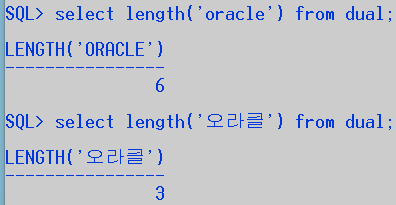 SQL> select length('oracle') from dual;
LENGTH('ORACLE')
----------------
6
SQL> select length('오라클') from dual;
LENGTH('오라클')
----------------
3